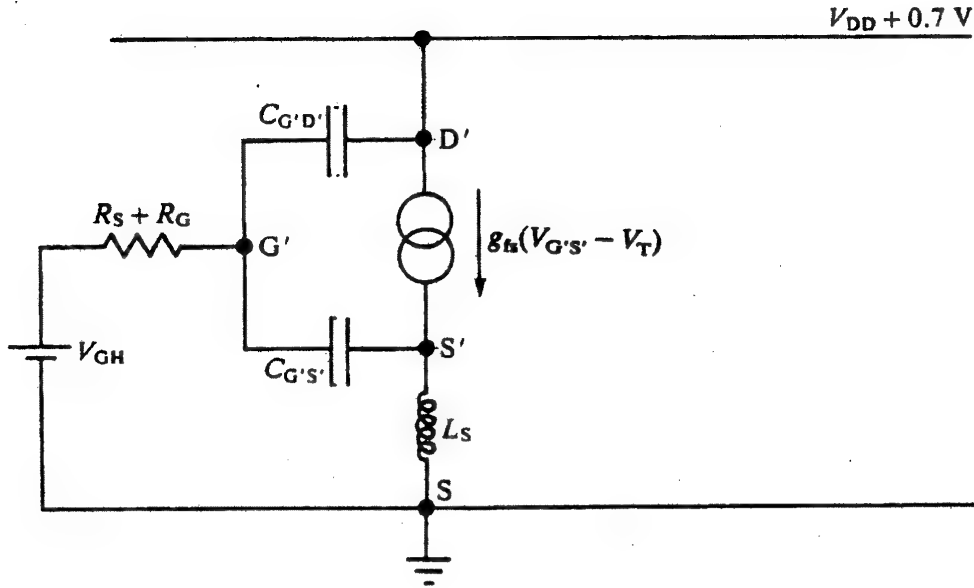 V_DD + 0.7 V
C_G'D'
D'
R_S + R_G
G'
g_fs(V_G'S' − V_T)
V_GH
C_G'S'
S'
L_S
S